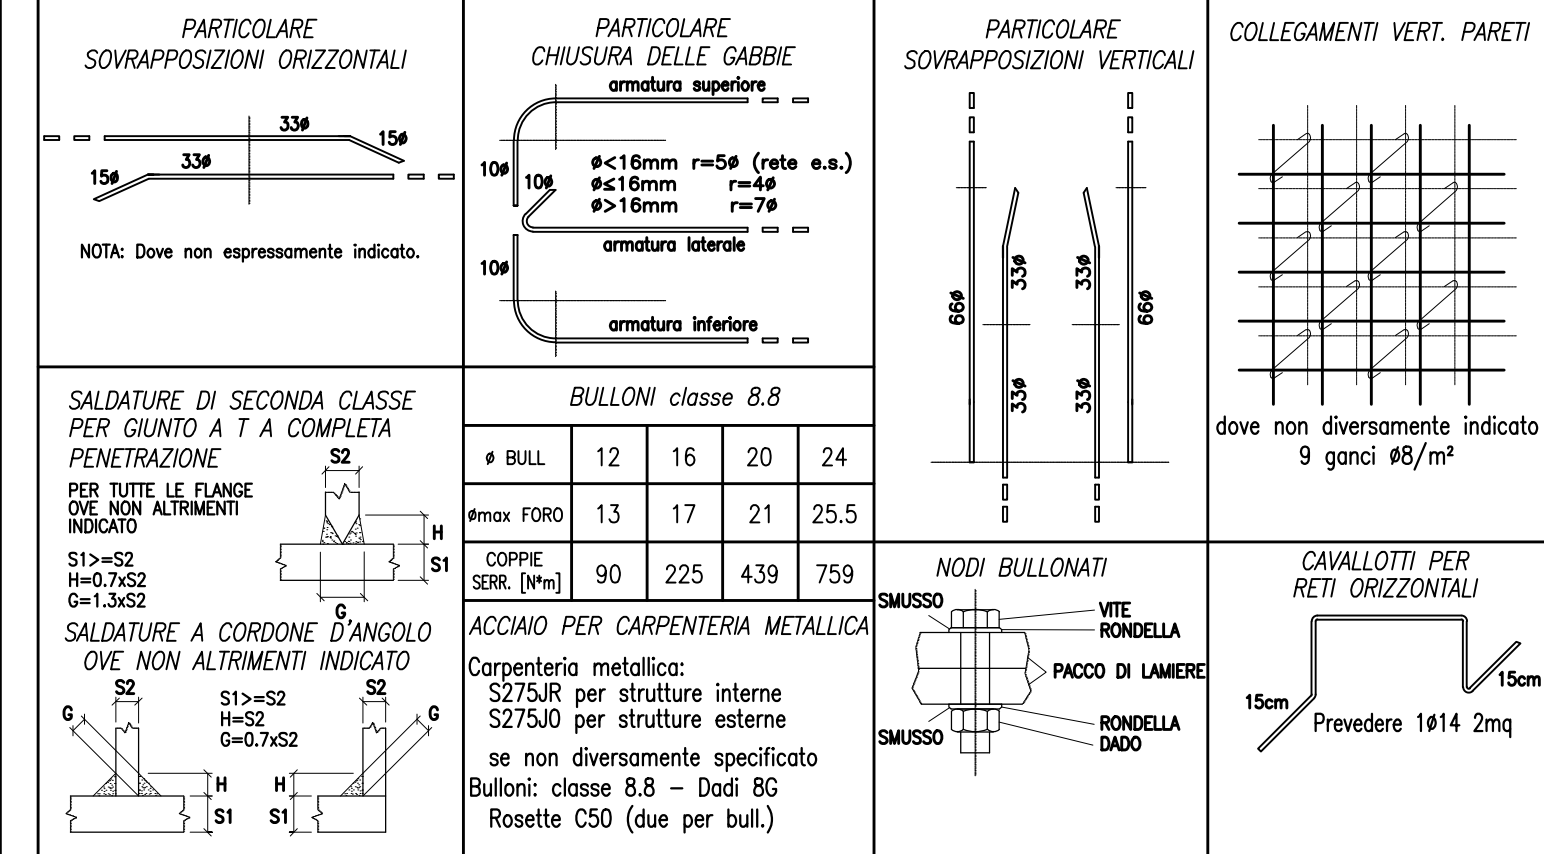 PARTICOLARE
SOVRAPPOSIZIONI ORIZZONTALI
33ø
15ø
33ø
15ø
NOTA: Dove non espressamente indicato.
PARTICOLARE
CHIUSURA DELLE GABBIE
armatura superiore
10ø
10ø
ø<16mm r=5ø (rete e.s.)
ø≤16mm r=4ø
ø>16mm r=7ø
armatura laterale
10ø
armatura inferiore
PARTICOLARE
SOVRAPPOSIZIONI VERTICALI
33ø
33ø
66ø
66ø
33ø
33ø
COLLEGAMENTI VERT. PARETI
dove non diversamente indicato
9 ganci ø8/m²
SALDATURE DI SECONDA CLASSE
PER GIUNTO A T A COMPLETA
PENETRAZIONE
PER TUTTE LE FLANGE
OVE NON ALTRIMENTI
INDICATO
S1>=S2
H=0.7xS2
G=1.3xS2
S2
H
S1
G
SALDATURE A CORDONE D'ANGOLO
OVE NON ALTRIMENTI INDICATO
S2
G
S1>=S2
H=S2
G=0.7xS2
S2
G
H
S1
H
S1
BULLONI classe 8.8
ø BULL 12 16 20 24
ømax FORO 13 17 21 25.5
COPPIE
SERR. [N*m] 90 225 439 759
ACCIAIO PER CARPENTERIA METALLICA
Carpenteria metallica:
S275JR per strutture interne
S275J0 per strutture esterne
se non diversamente specificato
Bulloni: classe 8.8 – Dadi 8G
Rosette C50 (due per bull.)
NODI BULLONATI
SMUSSO
VITE
RONDELLA
PACCO DI LAMIERE
RONDELLA
DADO
SMUSSO
CAVALLOTTI PER
RETI ORIZZONTALI
15cm
15cm
Prevedere 1ø14 2mq